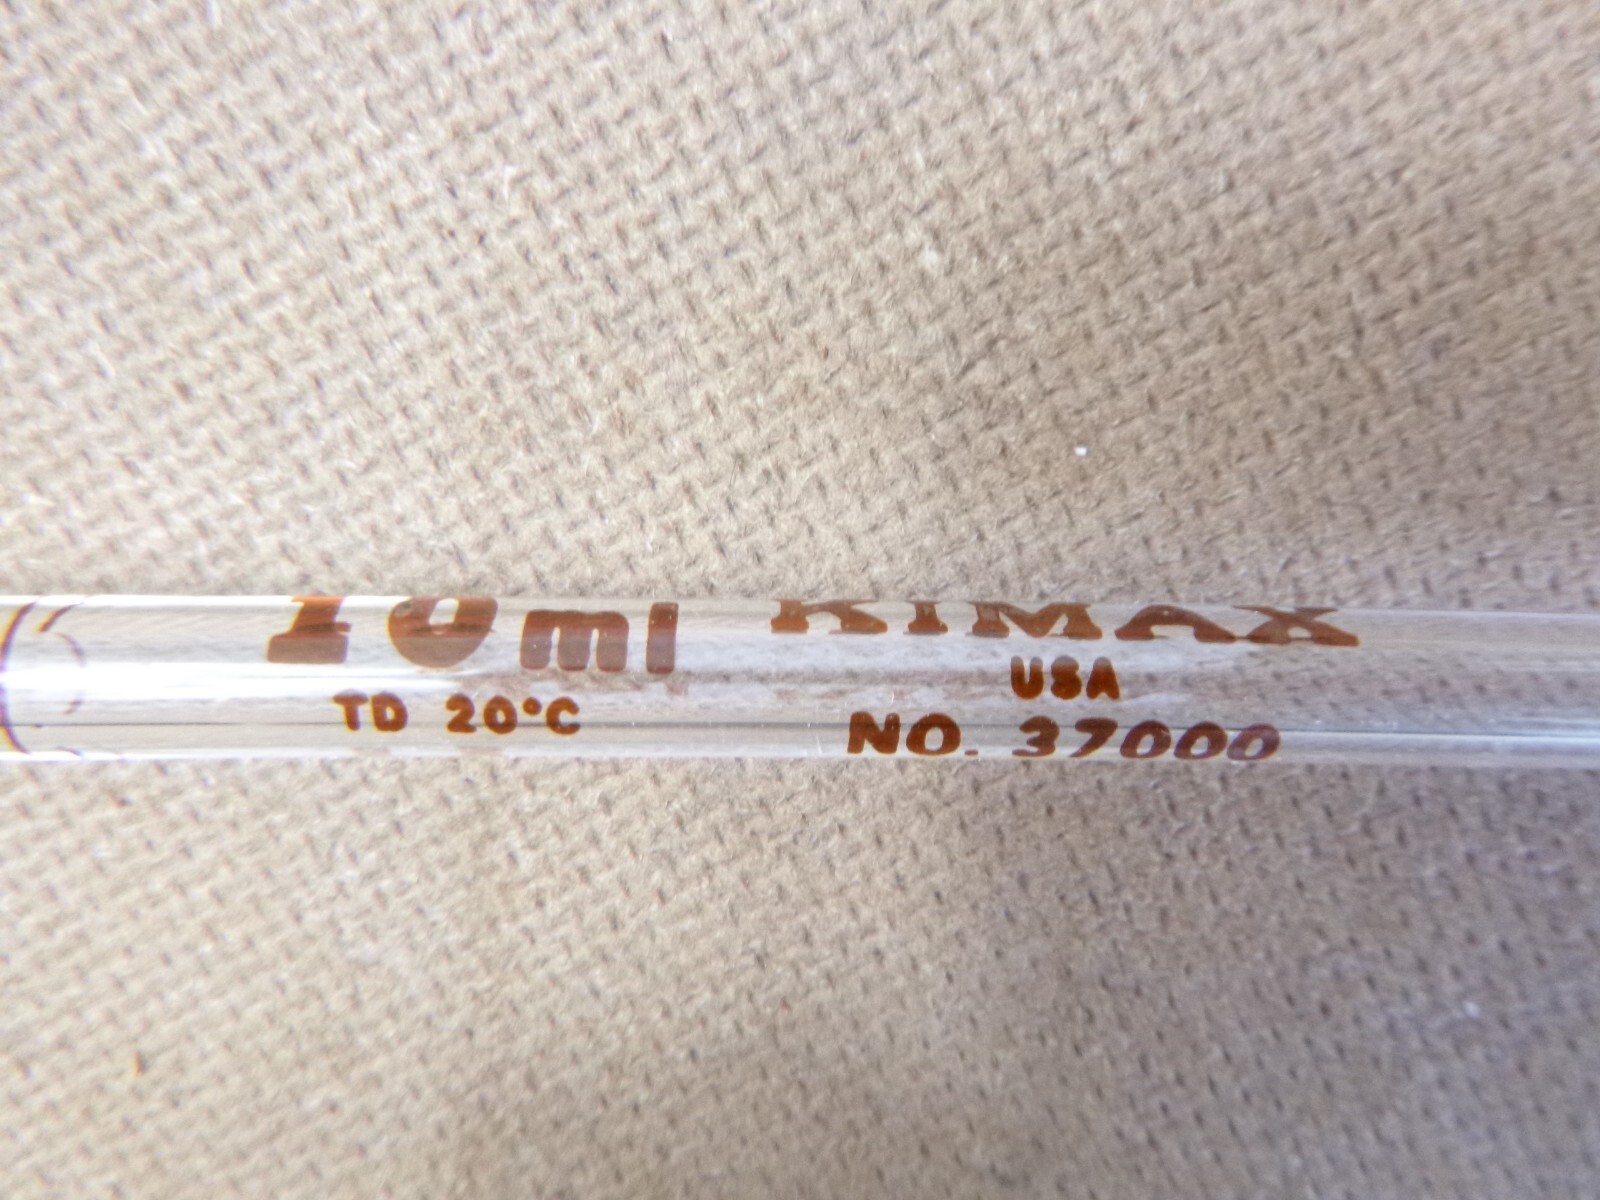 10ml KIMAX
TD 20°C USA
NO. 37000